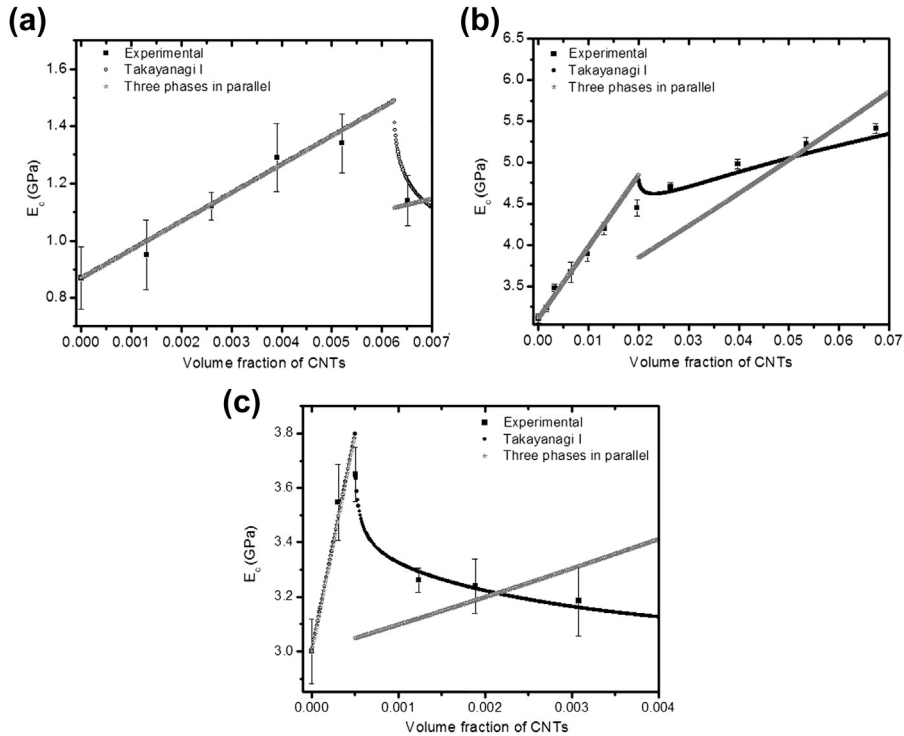 (a)
Experimental
Takayanagi I
Three phases in parallel
1.6
1.4
1.2
1.0
0.8
E_c (GPa)
0.000 0.001 0.002 0.003 0.004 0.005 0.006 0.007
Volume fraction of CNTs
(b)
Experimental
Takayanagi I
Three phases in parallel
6.5
6.0
5.5
5.0
4.5
4.0
3.5
E_c (GPa)
0.00 0.01 0.02 0.03 0.04 0.05 0.06 0.07
Volume fraction of CNTs
(c)
Experimental
Takayanagi I
Three phases in parallel
3.8
3.6
3.4
3.2
3.0
E_c (GPa)
0.000 0.001 0.002 0.003 0.004
Volume fraction of CNTs